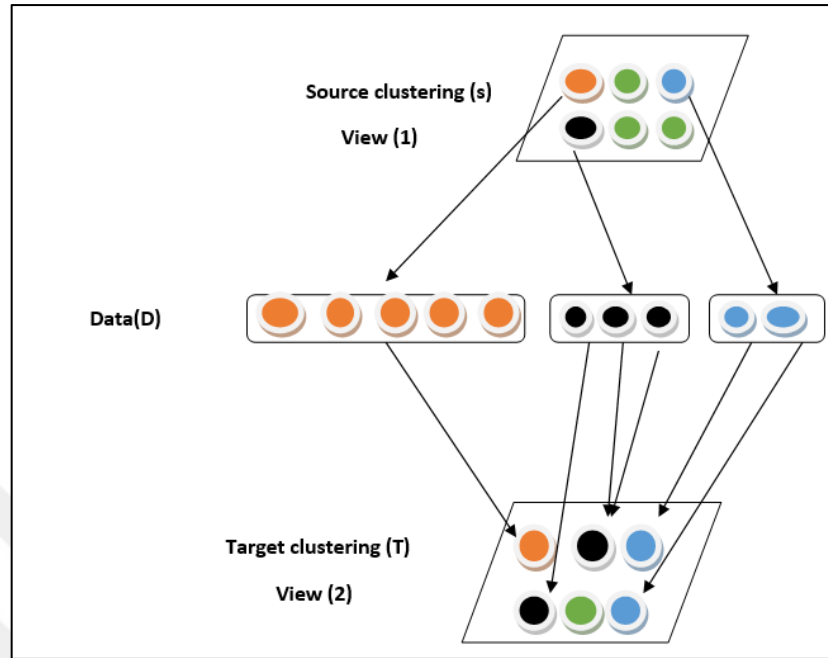 Source clustering (s)
View (1)
Data(D)
Target clustering (T)
View (2)